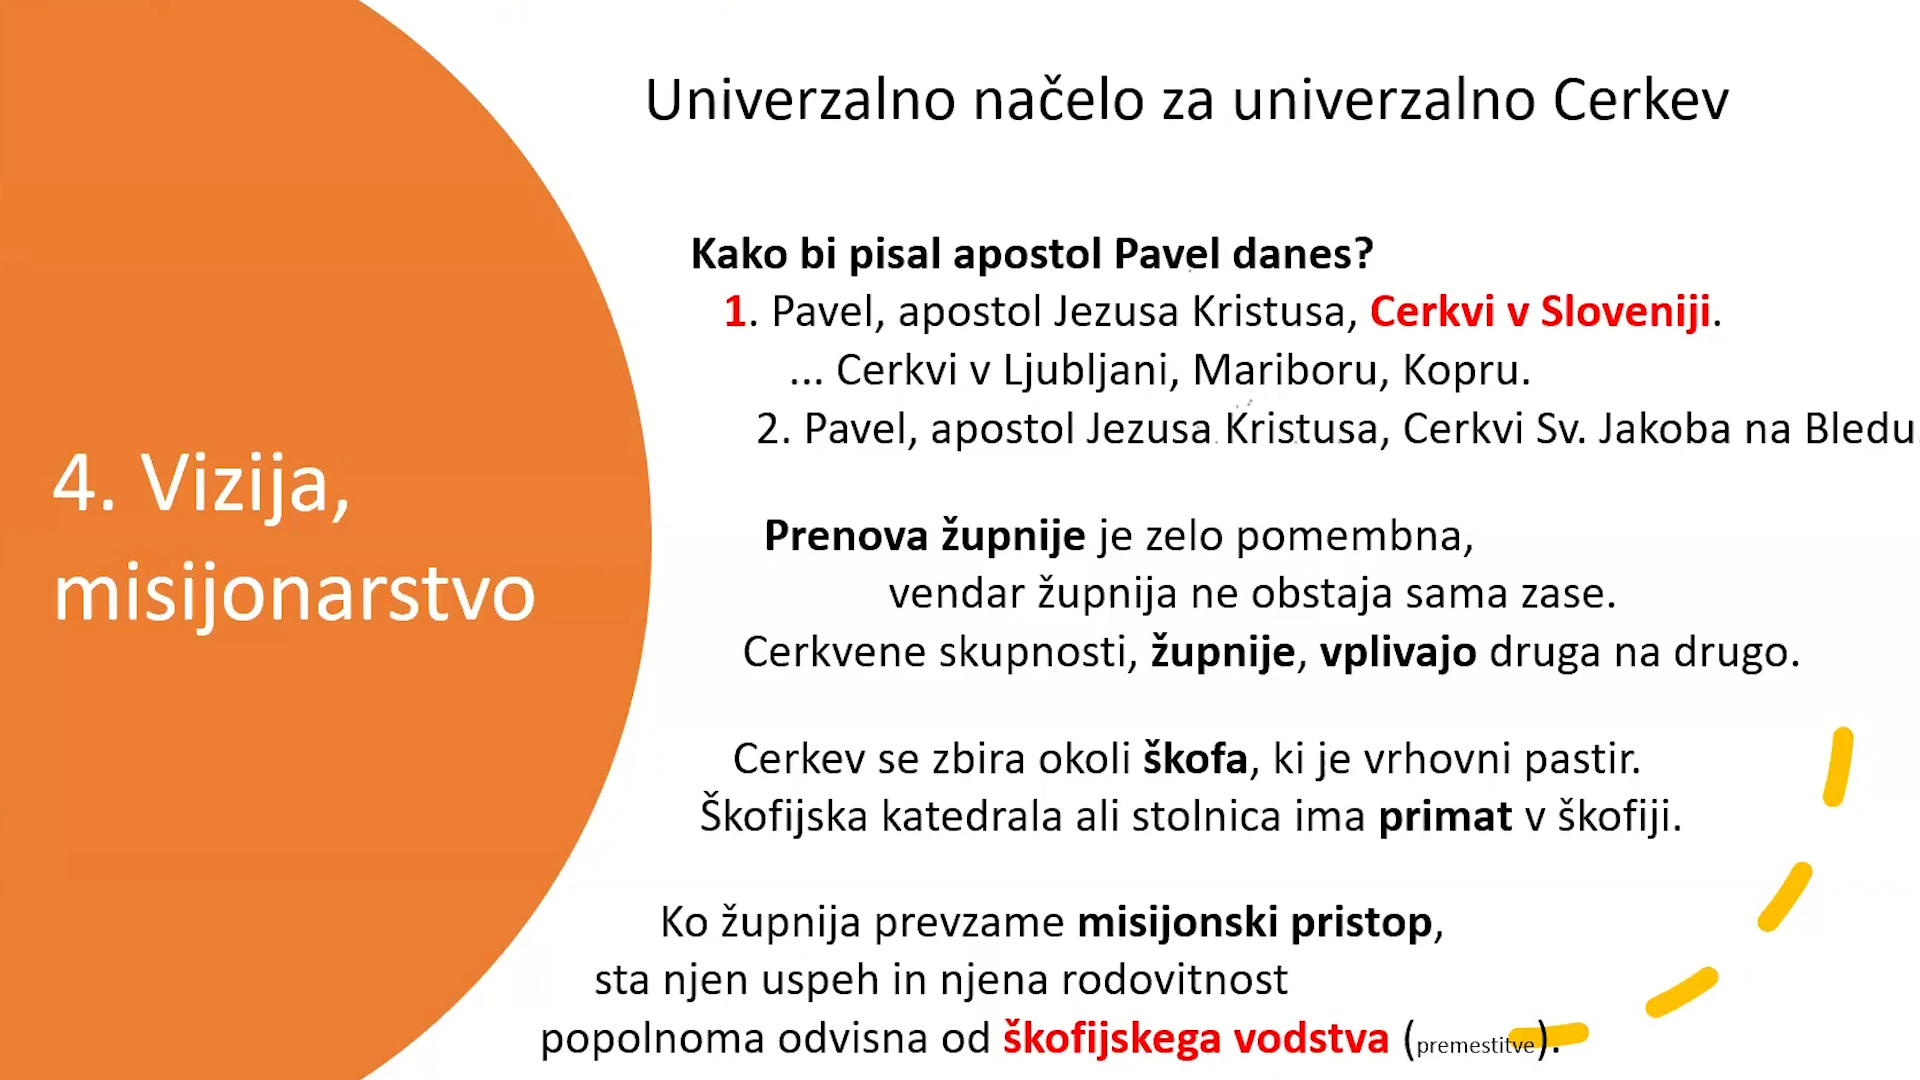 4. Vizija,
misijonarstvo
Univerzalno načelo za univerzalno Cerkev
Kako bi pisal apostol Pavel danes?
1. Pavel, apostol Jezusa Kristusa, Cerkvi v Sloveniji.
... Cerkvi v Ljubljani, Mariboru, Kopru.
2. Pavel, apostol Jezusa Kristusa, Cerkvi Sv. Jakoba na Bledu.
Prenova župnije je zelo pomembna,
vendar župnija ne obstaja sama zase.
Cerkvene skupnosti, župnije, vplivajo druga na drugo.
Cerkev se zbira okoli škofa, ki je vrhovni pastir.
Škofijska katedrala ali stolnica ima primat v škofiji.
Ko župnija prevzame misijonski pristop,
sta njen uspeh in njena rodovitnost
popolnoma odvisna od škofijskega vodstva (premestitve).